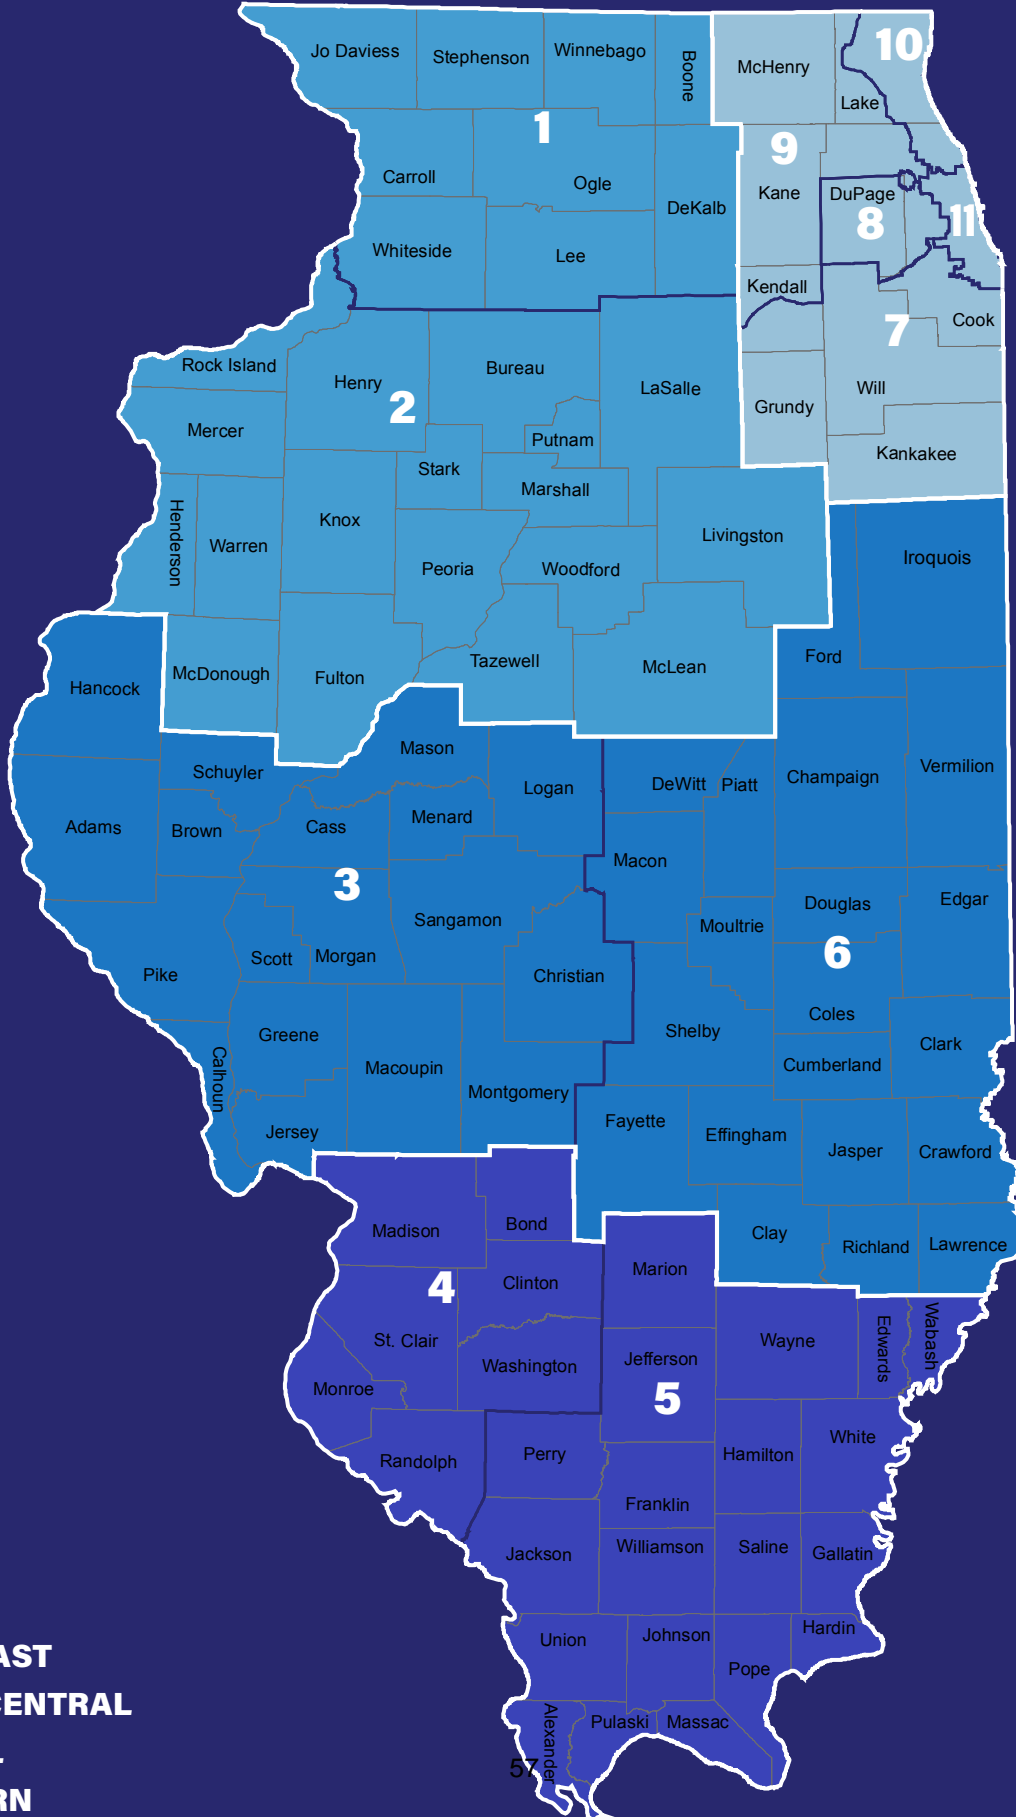 10
Jo Daviess
Stephenson
Winnebago
Boone
McHenry
Lake
1
9
Carroll
Ogle
DeKalb
Kane
DuPage
8
11
Whiteside
Lee
Kendall
7
Cook
Rock Island
Henry
2
Bureau
LaSalle
Grundy
Will
Mercer
Putnam
Kankakee
Stark
Marshall
Henderson
Warren
Knox
Peoria
Woodford
Livingston
Iroquois
McDonough
Fulton
Tazewell
McLean
Ford
Hancock
Mason
Schuyler
Logan
DeWitt
Piatt
Champaign
Vermilion
Adams
Brown
Cass
Menard
Macon
3
Sangamon
Moultrie
Douglas
Edgar
6
Pike
Scott
Morgan
Christian
Coles
Shelby
Greene
Macoupin
Cumberland
Clark
Calhoun
Montgomery
Jersey
Fayette
Effingham
Jasper
Crawford
Madison
Bond
Clay
Richland
Lawrence
4
Clinton
Marion
St. Clair
Washington
Jefferson
Wayne
Edwards
Wabash
Monroe
5
Randolph
Perry
Hamilton
White
Franklin
Jackson
Williamson
Saline
Gallatin
Union
Johnson
Hardin
Pope
Alexander
Pulaski
Massac
AST
CENTRAL
RN
57